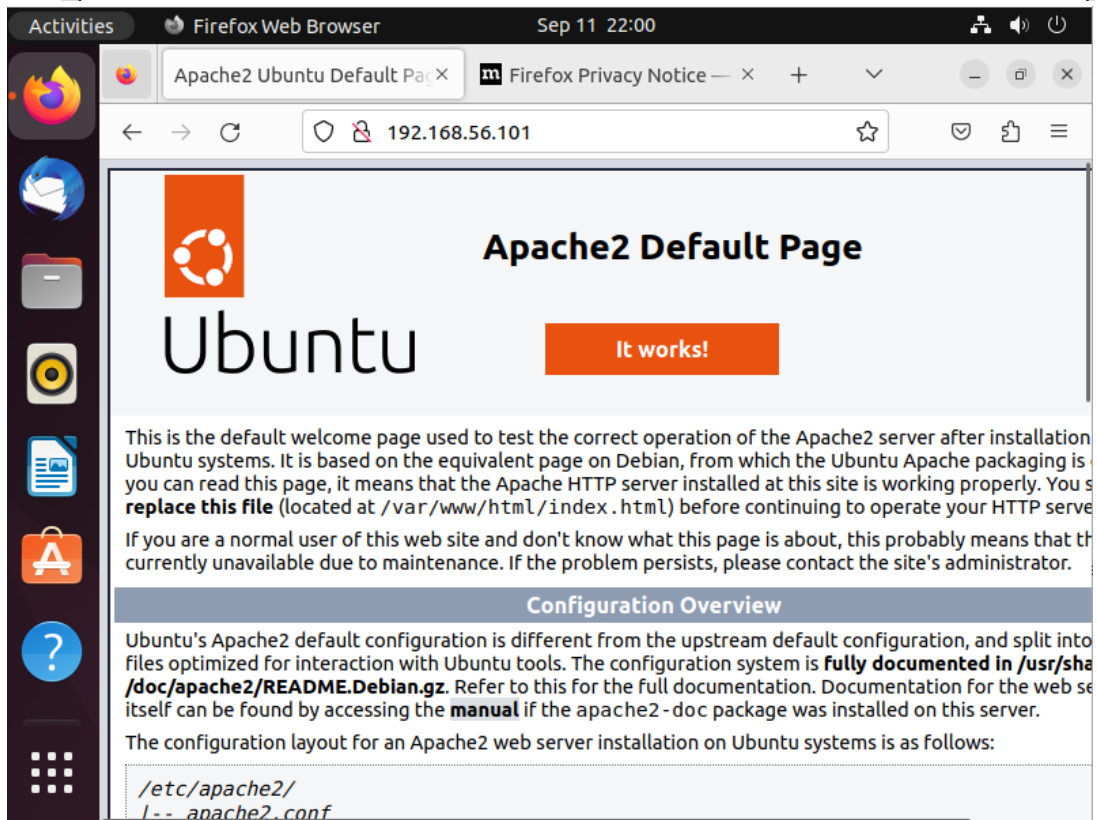 Activities
Firefox Web Browser
Sep 11 22:00
Apache2 Ubuntu Default Pag
m Firefox Privacy Notice —
192.168.56.101
Apache2 Default Page
Ubuntu
It works!
This is the default welcome page used to test the correct operation of the Apache2 server after installation
Ubuntu systems. It is based on the equivalent page on Debian, from which the Ubuntu Apache packaging is
you can read this page, it means that the Apache HTTP server installed at this site is working properly. You s
replace this file (located at /var/www/html/index.html) before continuing to operate your HTTP serve
If you are a normal user of this web site and don't know what this page is about, this probably means that th
currently unavailable due to maintenance. If the problem persists, please contact the site's administrator.
Configuration Overview
Ubuntu's Apache2 default configuration is different from the upstream default configuration, and split into
files optimized for interaction with Ubuntu tools. The configuration system is fully documented in /usr/sha
/doc/apache2/README.Debian.gz. Refer to this for the full documentation. Documentation for the web se
itself can be found by accessing the manual if the apache2-doc package was installed on this server.
The configuration layout for an Apache2 web server installation on Ubuntu systems is as follows:
/etc/apache2/
|-- apache2.conf